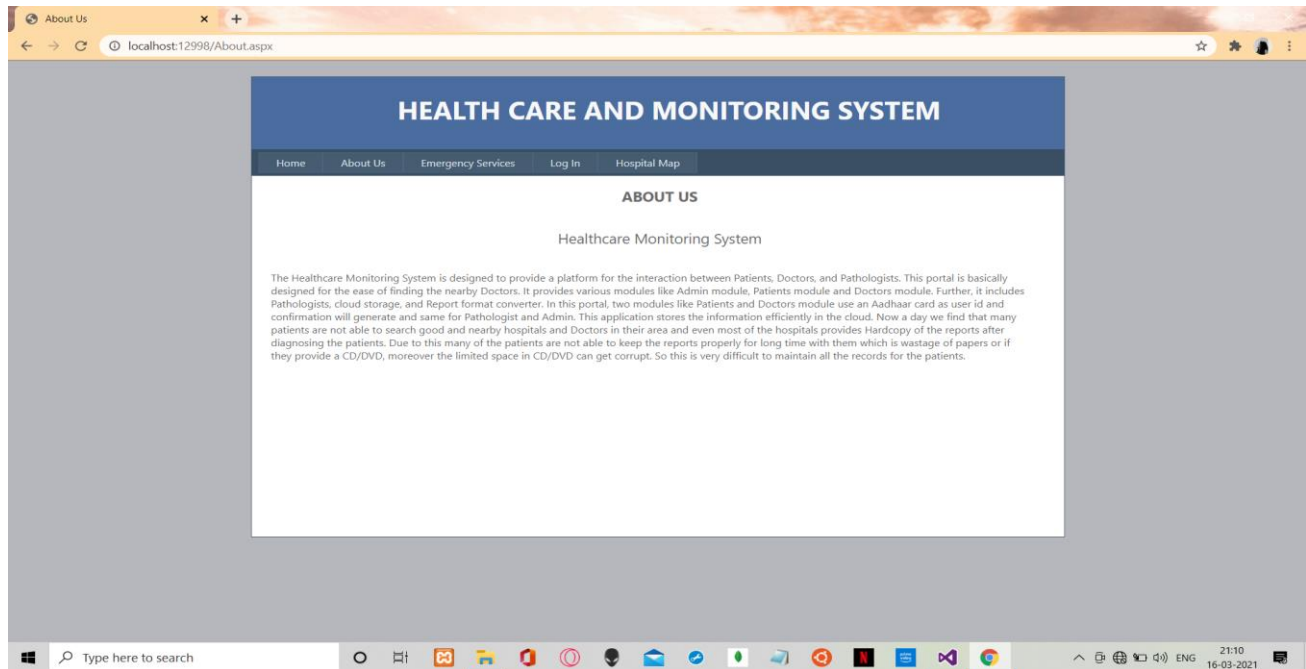 About Us
localhost:12998/About.aspx
HEALTH CARE AND MONITORING SYSTEM
Home About Us Emergency Services Log In Hospital Map
ABOUT US
Healthcare Monitoring System
The Healthcare Monitoring System is designed to provide a platform for the interaction between Patients, Doctors, and Pathologists. This portal is basically
designed for the ease of finding the nearby Doctors. It provides various modules like Admin module, Patients module and Doctors module. Further, it includes
Pathologists, cloud storage, and Report format converter. In this portal, two modules like Patients and Doctors module use an Aadhaar card as user id and
confirmation will generate and same for Pathologist and Admin. This application stores the information efficiently in the cloud. Now a day we find that many
patients are not able to search good and nearby hospitals and Doctors in their area and even most of the hospitals provides Hardcopy of the reports after
diagnosing the patients. Due to this many of the patients are not able to keep the reports properly for long time with them which is wastage of papers or if
they provide a CD/DVD, moreover the limited space in CD/DVD can get corrupt. So this is very difficult to maintain all the records for the patients.
Type here to search
ENG
21:10
16-03-2021